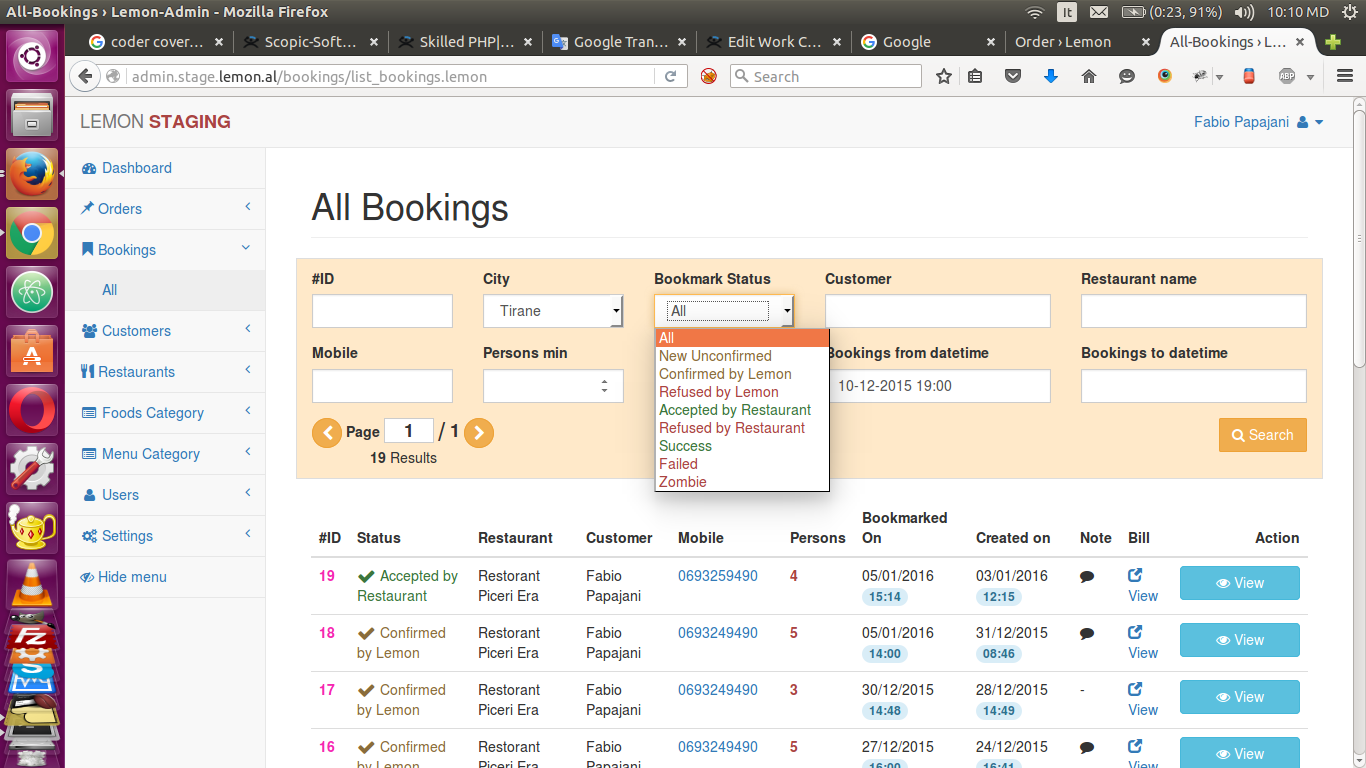 All-Bookings › Lemon-Admin - Mozilla Firefox
It
(0:23, 91%)
10:10 MD
coder cover...
Scopic-Soft...
Skilled PHP|...
Google Tran...
Edit Work C...
Google
Order › Lemon
All-Bookings › L...
admin.stage.lemon.al/bookings/list_bookings.lemon
Search
ABP
LEMON STAGING
Fabio Papajani
Dashboard
Orders
Bookings
All
Customers
Restaurants
Foods Category
Menu Category
Users
Settings
Hide menu
All Bookings
#ID
City
Bookmark Status
Customer
Restaurant name
Tirane
All
All
New Unconfirmed
Confirmed by Lemon
Refused by Lemon
Accepted by Restaurant
Refused by Restaurant
Success
Failed
Zombie
Mobile
Persons min
Bookings from datetime
Bookings to datetime
10-12-2015 19:00
Page 1 / 1
19 Results
Search
#ID Status Restaurant Customer Mobile Persons Bookmarked On Created on Note Bill Action
19 Accepted by Restaurant Restorant Piceri Era Fabio Papajani 0693259490 4 05/01/2016 15:14 03/01/2016 12:15 View View
18 Confirmed by Lemon Restorant Piceri Era Fabio Papajani 0693249490 5 05/01/2016 14:00 31/12/2015 08:46 View View
17 Confirmed by Lemon Restorant Piceri Era Fabio Papajani 0693249490 3 30/12/2015 14:48 28/12/2015 14:49 - View View
16 Confirmed by Lemon Restorant Piceri Era Fabio Papajani 0693249490 5 27/12/2015 16:00 24/12/2015 16:41 View View